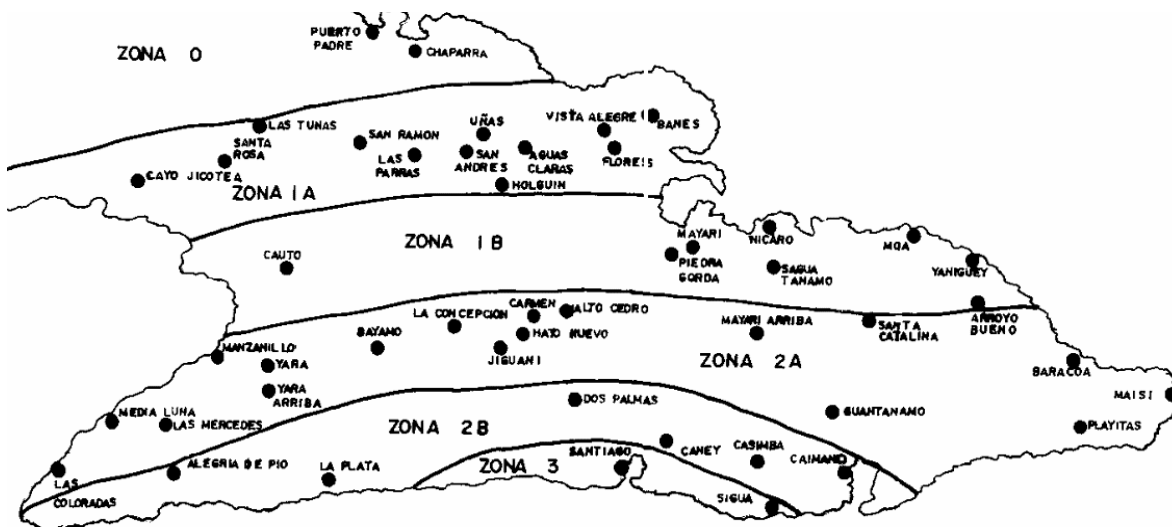 PUERTO
PADRE
CHAPARRA
ZONA 0
LAS TUNAS
SANTA
ROSA
CAYO JICOTEA
ZONA 1A
SAN RAMON
LAS
PARRAS
UÑAS
SAN
ANDRES
AGUAS
CLARAS
HOLGUIN
VISTA ALEGRE
BANES
FLORES
ZONA 1B
CAUTO
MAYARI
PIEDRA
GORDA
NICARO
SAGUA
TANAMO
MOA
YANIGUEY
ARROYO
BUENO
CARMEN
ALTO CEDRO
LA CONCEPCION
HATO NUEVO
JIGUANI
BAYAMO
MANZANILLO
YARA
YARA
ARRIBA
MAYARI ARRIBA
SANTA
CATALINA
ZONA 2A
BARACOA
MAISI
PLAYITAS
GUANTANAMO
MEDIA LUNA
LAS MERCEDES
DOS PALMAS
ZONA 2B
CANEY
CASIMBA
CAIMANO
SANTIAGO
ZONA 3
ALEGRIA DE PIO
LA PLATA
LAS
COLORADAS
SIGUA